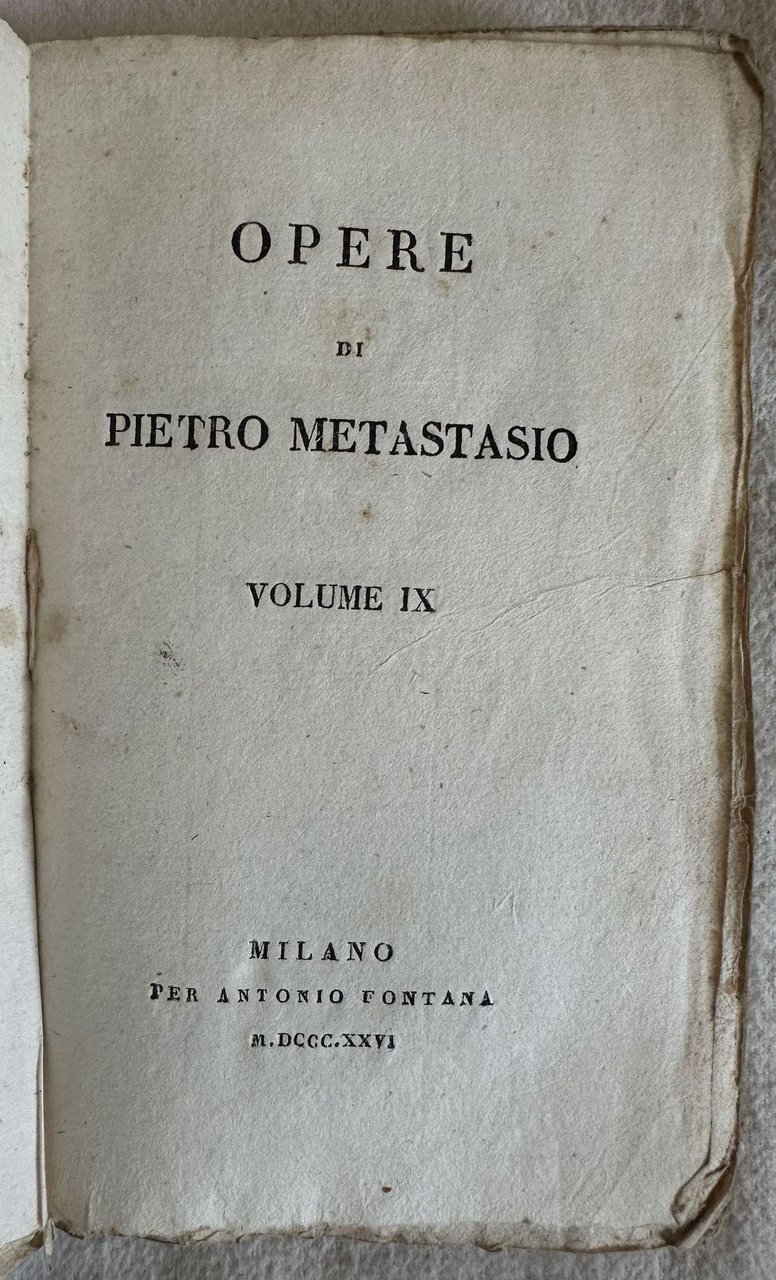 OPERE
DI
PIETRO METASTASIO
VOLUME IX
MILANO
PER ANTONIO FONTANA
M.DCCC.XXVI